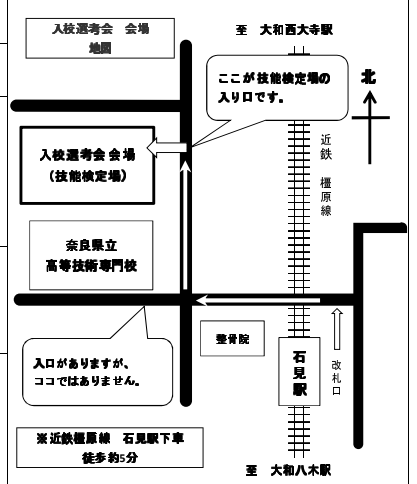 入校選考会 会場
地図
至 大和西大寺駅
ここが技能検定場の
入り口です。
北
近鉄 橿原線
入校選考会会場
(技能検定場)
奈良県立
高等技術専門校
整骨院
石見駅
改札口
入口がありますが、
ココではありません。
※近鉄橿原線 石見駅下車
徒歩約5分
至 大和八木駅